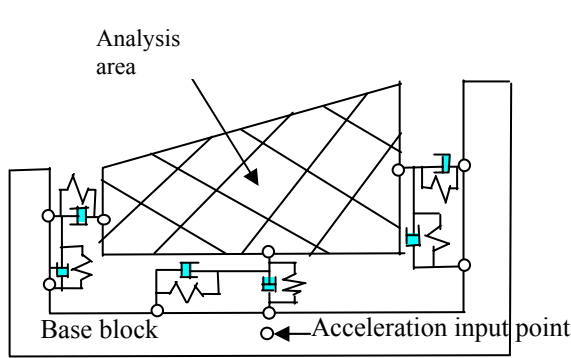 Analysis
area
Base block
Acceleration input point